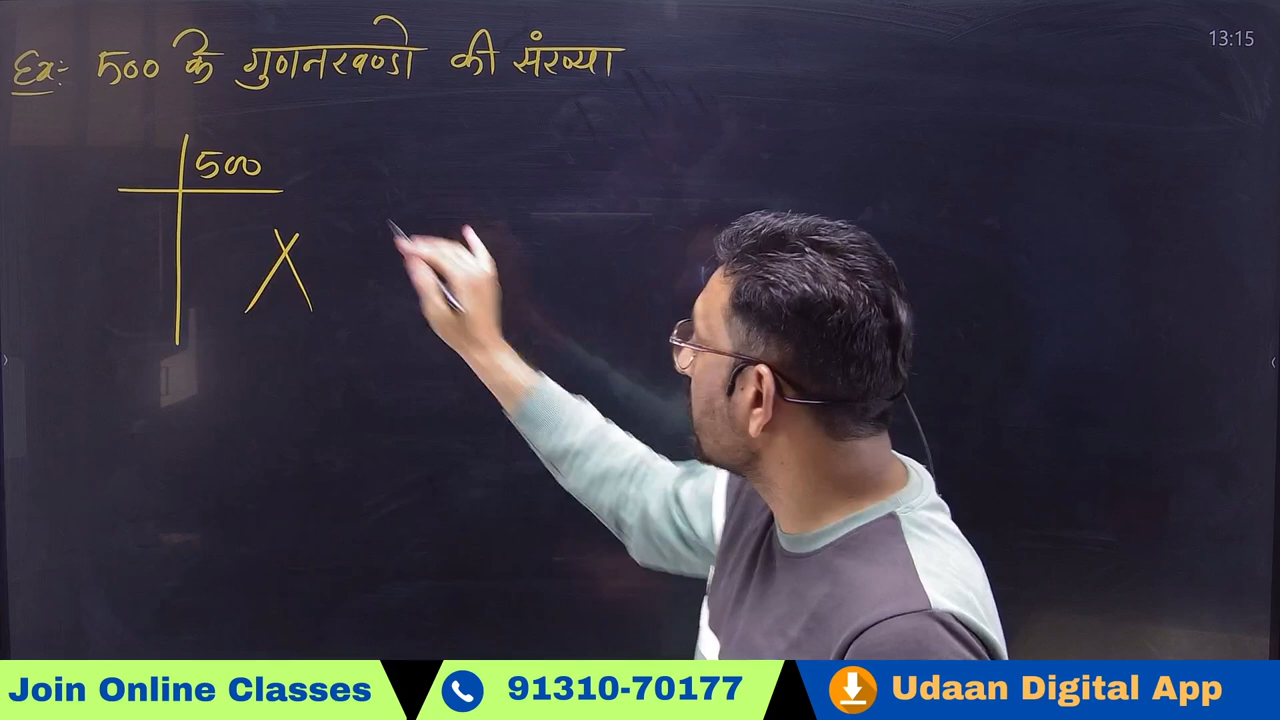 Ex:- 500 के गुणनखण्डो की संख्या
13:15
500
X
Join Online Classes
91310-70177
Udaan Digital App